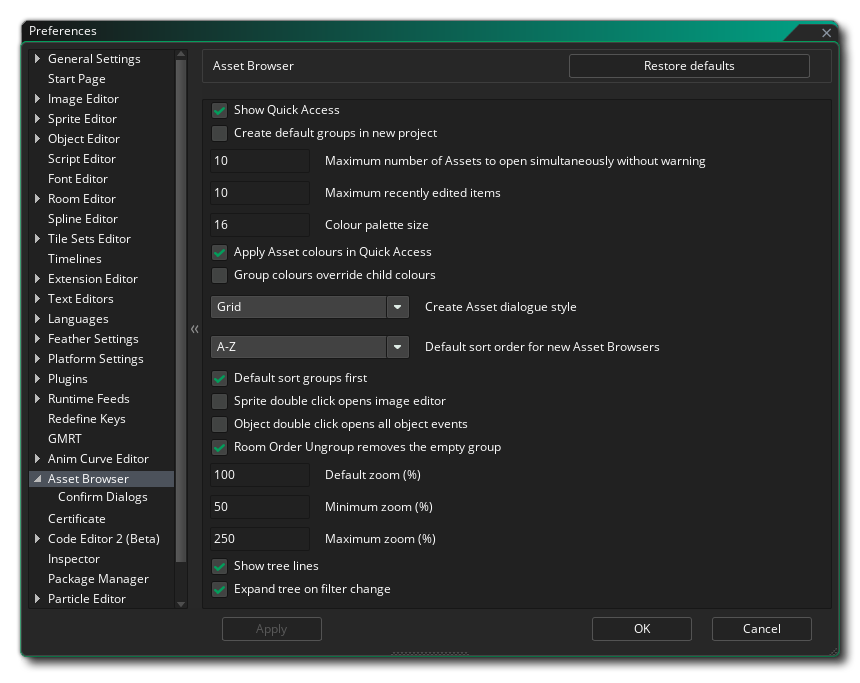 Preferences
General Settings
Start Page
Image Editor
Sprite Editor
Object Editor
Script Editor
Font Editor
Room Editor
Spline Editor
Tile Sets Editor
Timelines
Extension Editor
Text Editors
Languages
Feather Settings
Platform Settings
Plugins
Runtime Feeds
Redefine Keys
GMRT
Anim Curve Editor
Asset Browser
Confirm Dialogs
Certificate
Code Editor 2 (Beta)
Inspector
Package Manager
Particle Editor
Asset Browser
Restore defaults
Show Quick Access
Create default groups in new project
10 Maximum number of Assets to open simultaneously without warning
10 Maximum recently edited items
16 Colour palette size
Apply Asset colours in Quick Access
Group colours override child colours
Grid Create Asset dialogue style
A-Z Default sort order for new Asset Browsers
Default sort groups first
Sprite double click opens image editor
Object double click opens all object events
Room Order Ungroup removes the empty group
100 Default zoom (%)
50 Minimum zoom (%)
250 Maximum zoom (%)
Show tree lines
Expand tree on filter change
Apply
OK
Cancel